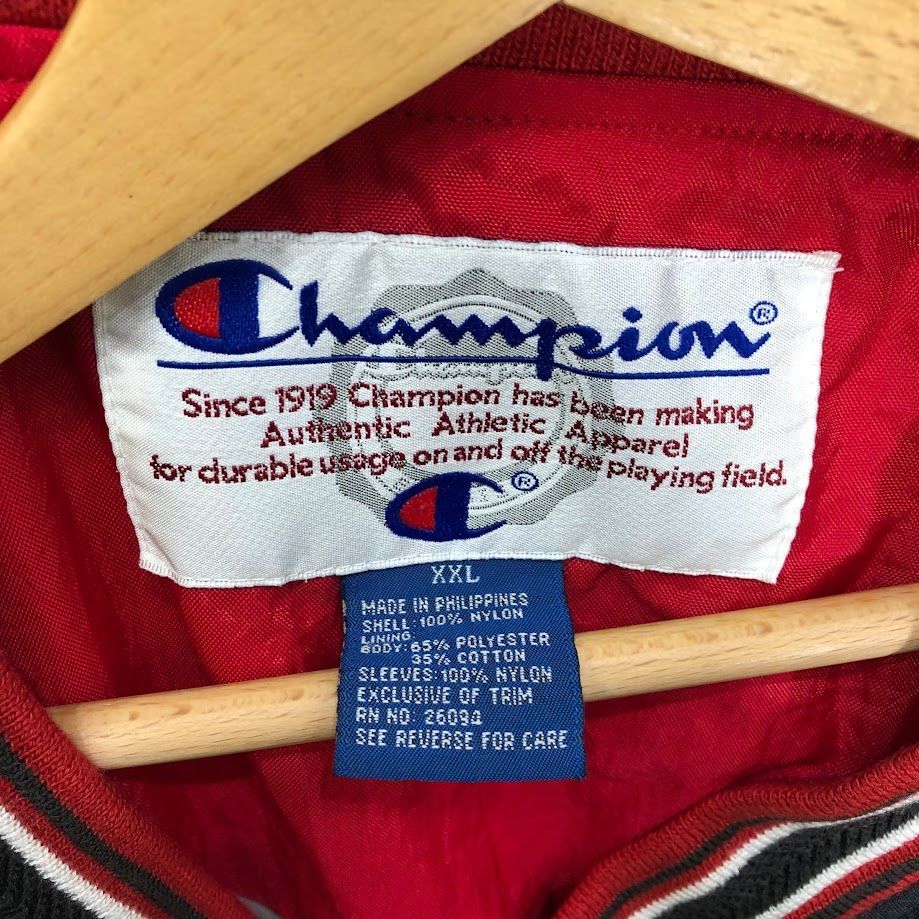 Champion®
Since 1919 Champion has been making
Authentic Athletic Apparel
for durable usage on and off the playing field.
®
XXL
MADE IN PHILIPPINES
SHELL: 100% NYLON
LINING
BODY: 65% POLYESTER
35% COTTON
SLEEVES: 100% NYLON
EXCLUSIVE OF TRIM
RN NO: 26094
SEE REVERSE FOR CARE